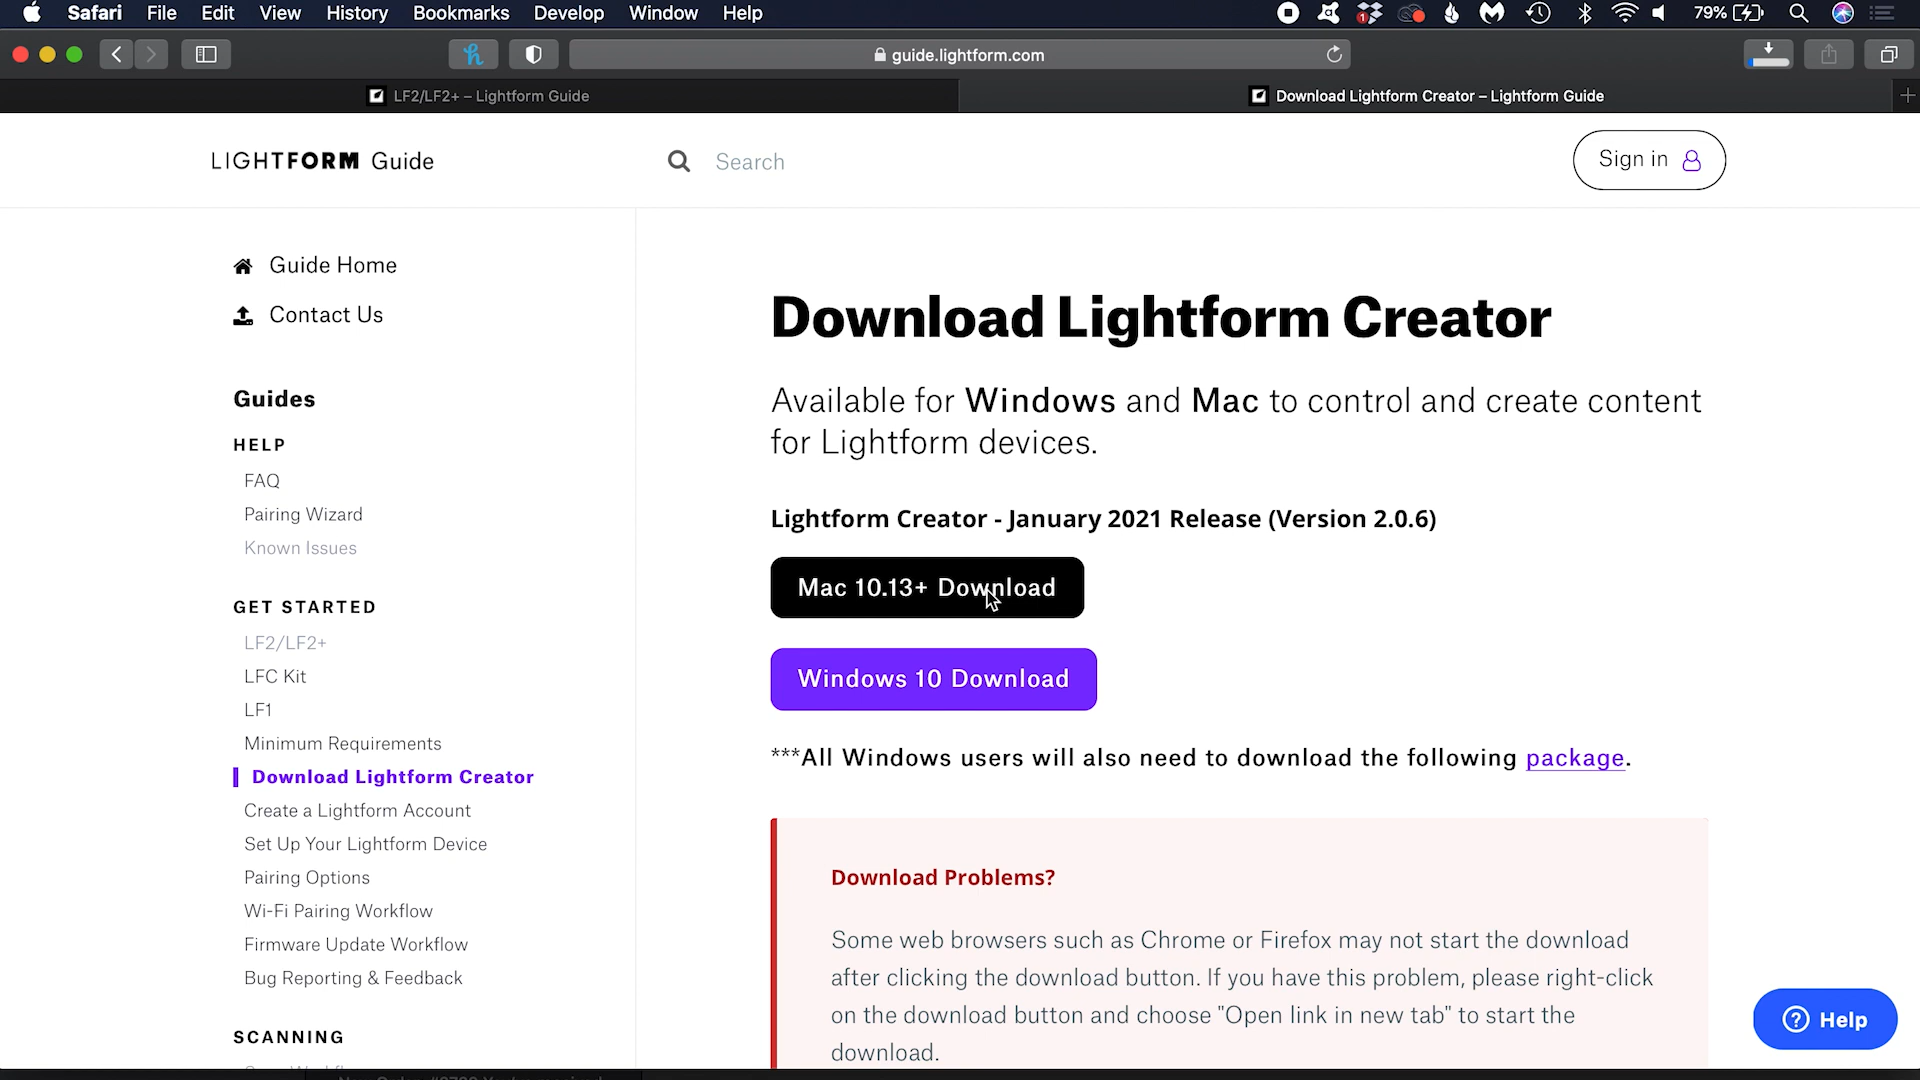 Safari File Edit View History Bookmarks Develop Window Help 1 79%
guide.lightform.com
LF2/LF2+ – Lightform Guide
Download Lightform Creator – Lightform Guide
LIGHTFORM Guide
Search
Sign in
Guide Home
Contact Us
Guides
HELP
FAQ
Pairing Wizard
Known Issues
GET STARTED
LF2/LF2+
LFC Kit
LF1
Minimum Requirements
Download Lightform Creator
Create a Lightform Account
Set Up Your Lightform Device
Pairing Options
Wi-Fi Pairing Workflow
Firmware Update Workflow
Bug Reporting & Feedback
SCANNING
Download Lightform Creator
Available for Windows and Mac to control and create content
for Lightform devices.
Lightform Creator - January 2021 Release (Version 2.0.6)
Mac 10.13+ Download
Windows 10 Download
***All Windows users will also need to download the following package.
Download Problems?
Some web browsers such as Chrome or Firefox may not start the download
after clicking the download button. If you have this problem, please right-click
on the download button and choose "Open link in new tab" to start the
download.
Help